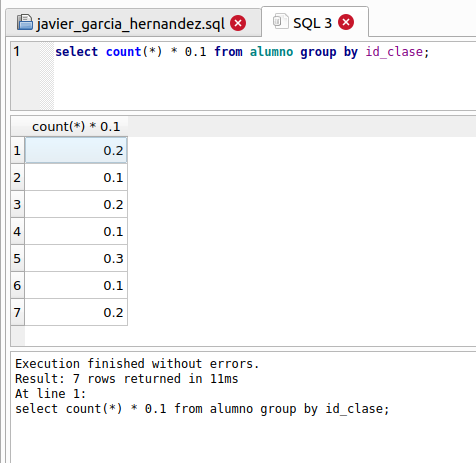 javier_garcia_hernandez.sql SQL 3
1 select count(*) * 0.1 from alumno group by id_clase;
count(*) * 0.1
1 0.2
2 0.1
3 0.2
4 0.1
5 0.3
6 0.1
7 0.2
Execution finished without errors.
Result: 7 rows returned in 11ms
At line 1:
select count(*) * 0.1 from alumno group by id_clase;